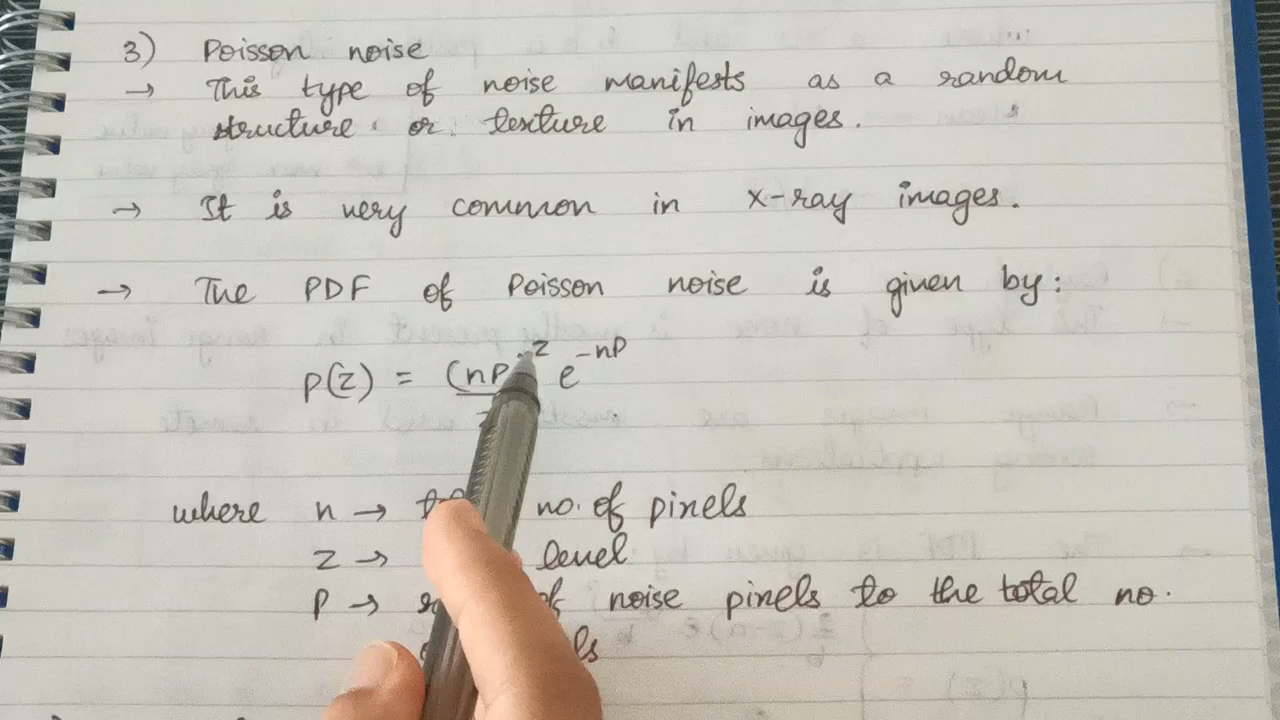 3) Poisson noise
→ This type of noise manifests as a random
structure or texture in images.
→ It is very common in x-ray images.
→ The PDF of Poisson noise is given by:
P(z) = (nP z e-nP
where n → no. of pixels
z → level
P → of noise pixels to the total no.